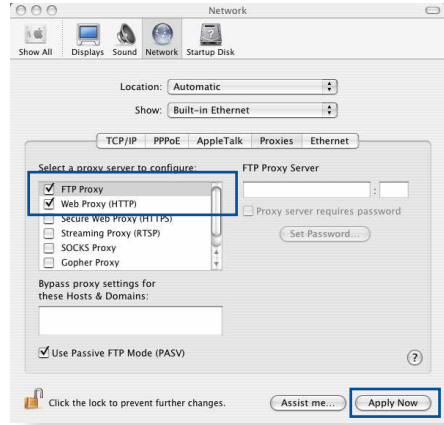 Network
Show All Displays Sound Network Startup Disk
Location: Automatic
Show: Built-in Ethernet
TCP/IP PPPoE AppleTalk Proxies Ethernet
Select a proxy server to configure: FTP Proxy Server
FTP Proxy :
Web Proxy (HTTP) Proxy server requires password
Secure Web Proxy (HTTPS)
Streaming Proxy (RTSP) Set Password...
SOCKS Proxy
Gopher Proxy
Bypass proxy settings for
these Hosts & Domains:
Use Passive FTP Mode (PASV) ?
Click the lock to prevent further changes. Assist me... Apply Now